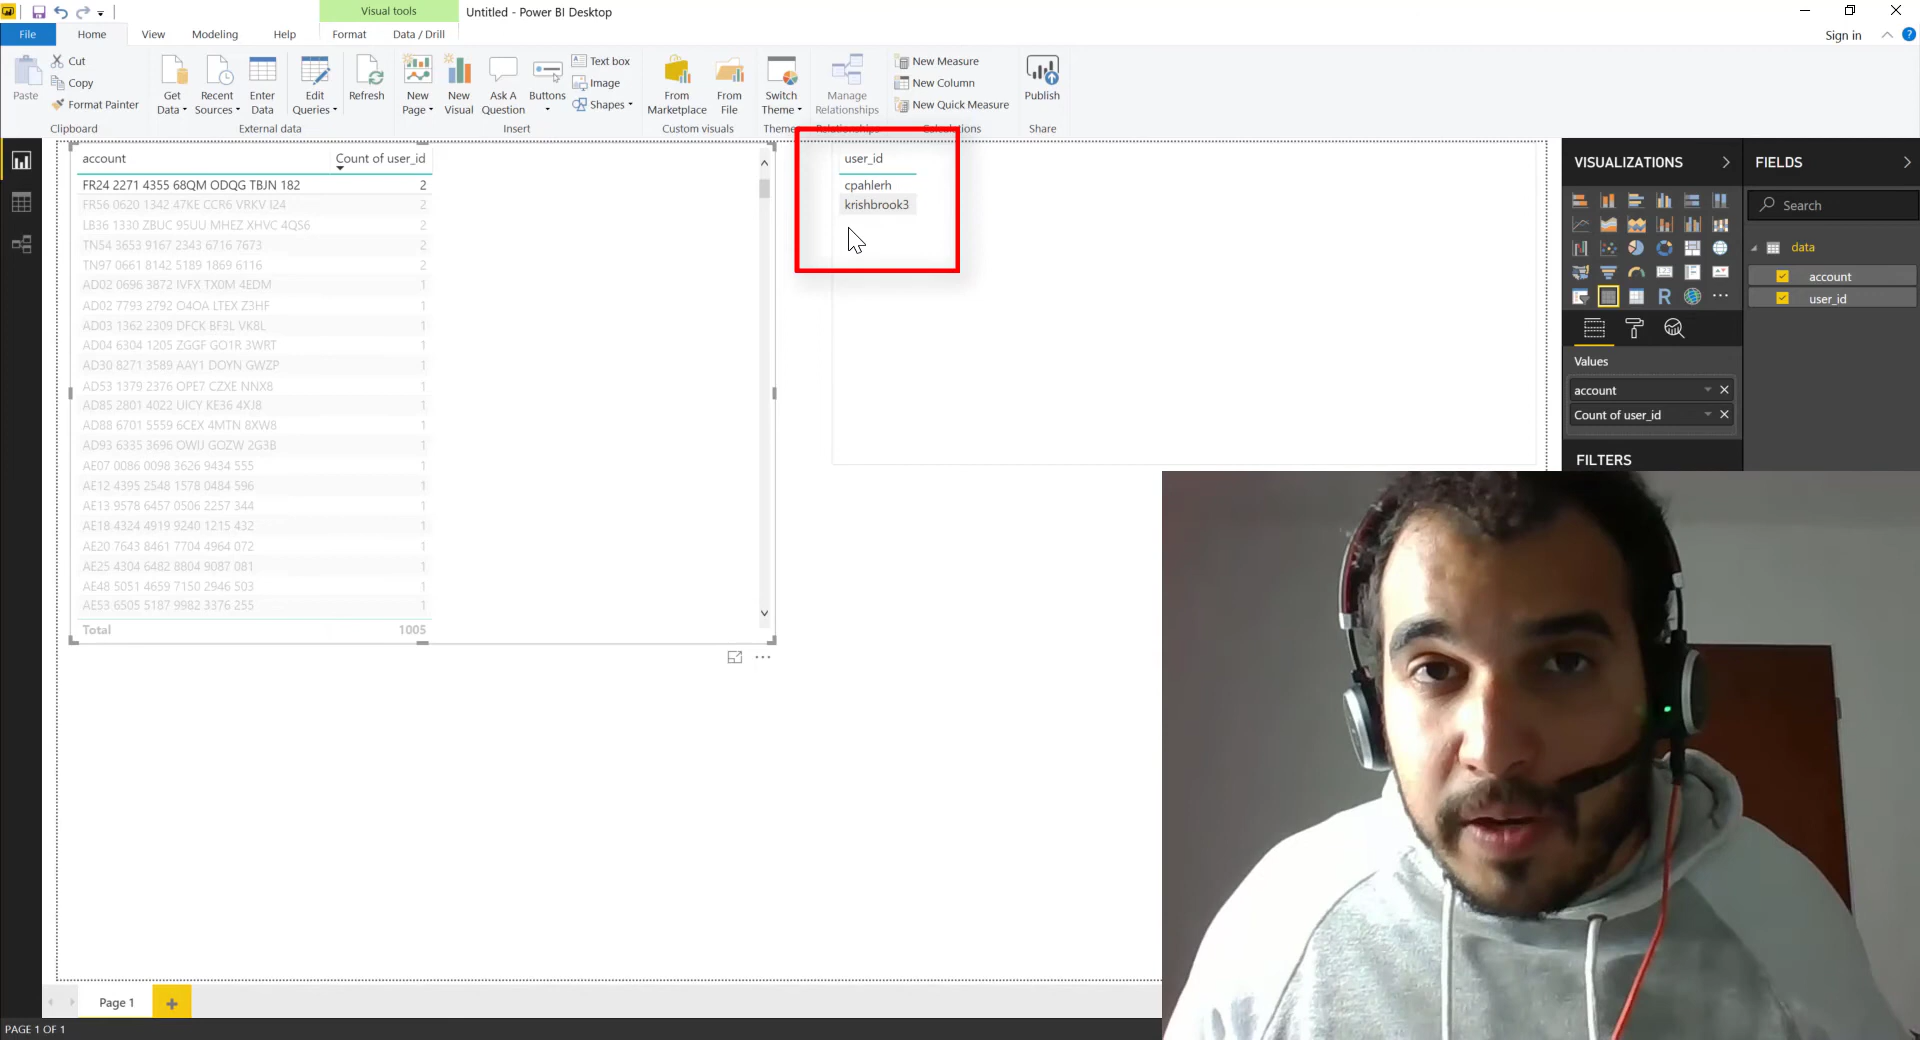 Visual tools
Untitled - Power BI Desktop
File
Home
View
Modeling
Help
Format
Data / Drill
Sign in
?
Paste
Cut
Copy
Format Painter
Clipboard
Get Data
Recent Sources
Enter Data
Edit Queries
Refresh
External data
New Page
New Visual
Ask A Question
Buttons
Text box
Image
Shapes
Insert
From Marketplace
From File
Custom visuals
Switch Theme
Manage Relationships
Relationships
New Measure
New Column
New Quick Measure
Publish
Share
account Count of user_id
FR24 2271 4355 68QM ODQG TBJN 182 2
FR56 0620 1342 47KE CCR6 VRKV I24 2
LB36 1330 ZBUC 95UU MHEZ XHVC 4QS6 2
TN54 3653 9167 2343 6716 7673 2
TN97 0661 8142 5189 1869 6116 2
AD02 0696 3872 IVFX TX0M 4EDM 1
AD02 7793 2792 O4OA LTEX Z3HF 1
AD03 1362 2309 DFCK BF3L VK8L 1
AD04 6304 1205 ZGGF GO1R 3WRT 1
AD30 8271 3589 AAY1 DOYN GWZP 1
AD53 1379 2376 OPE7 CZXE NNX8 1
AD85 2801 4022 UICY KE36 4XJ8 1
AD88 6701 5559 6CEX 4MTN 8XW8 1
AD93 6335 3696 OWIJ GOZW 2G3B 1
AE07 0086 0098 3626 9434 555 1
AE12 4395 2548 1578 0484 596 1
AE13 9578 6457 0506 2257 344 1
AE18 4324 4919 9240 1215 432 1
AE20 7643 8461 7704 4964 072 1
AE25 4304 6482 8804 9087 081 1
AE48 5051 4659 7150 2946 503 1
AE53 6505 5187 9982 3376 255 1
Total 1005
user_id
cpahlerh
krishbrook3
VISUALIZATIONS
R
Values
account
Count of user_id
FILTERS
FIELDS
Search
data
account
user_id
Page 1
PAGE 1 OF 1